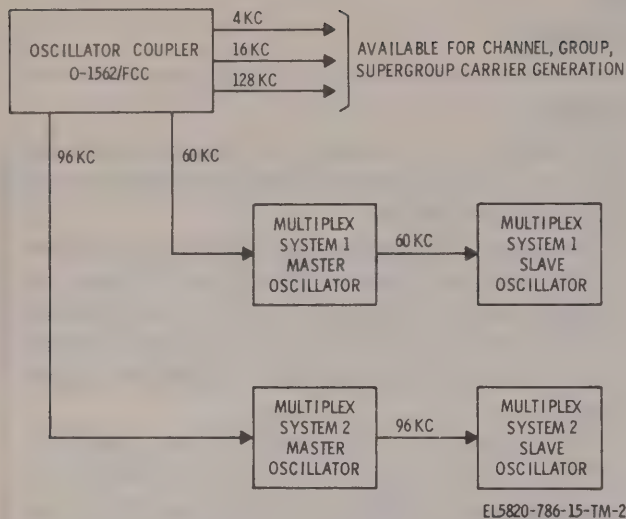 4 KC
OSCILLATOR COUPLER
O-1562/FCC
16 KC
128 KC
AVAILABLE FOR CHANNEL, GROUP,
SUPERGROUP CARRIER GENERATION
96 KC
60 KC
MULTIPLEX
SYSTEM 1
MASTER
OSCILLATOR
60 KC
MULTIPLEX
SYSTEM 1
SLAVE
OSCILLATOR
MULTIPLEX
SYSTEM 2
MASTER
OSCILLATOR
96 KC
MULTIPLEX
SYSTEM 2
SLAVE
OSCILLATOR
EL5820-786-15-TM-2